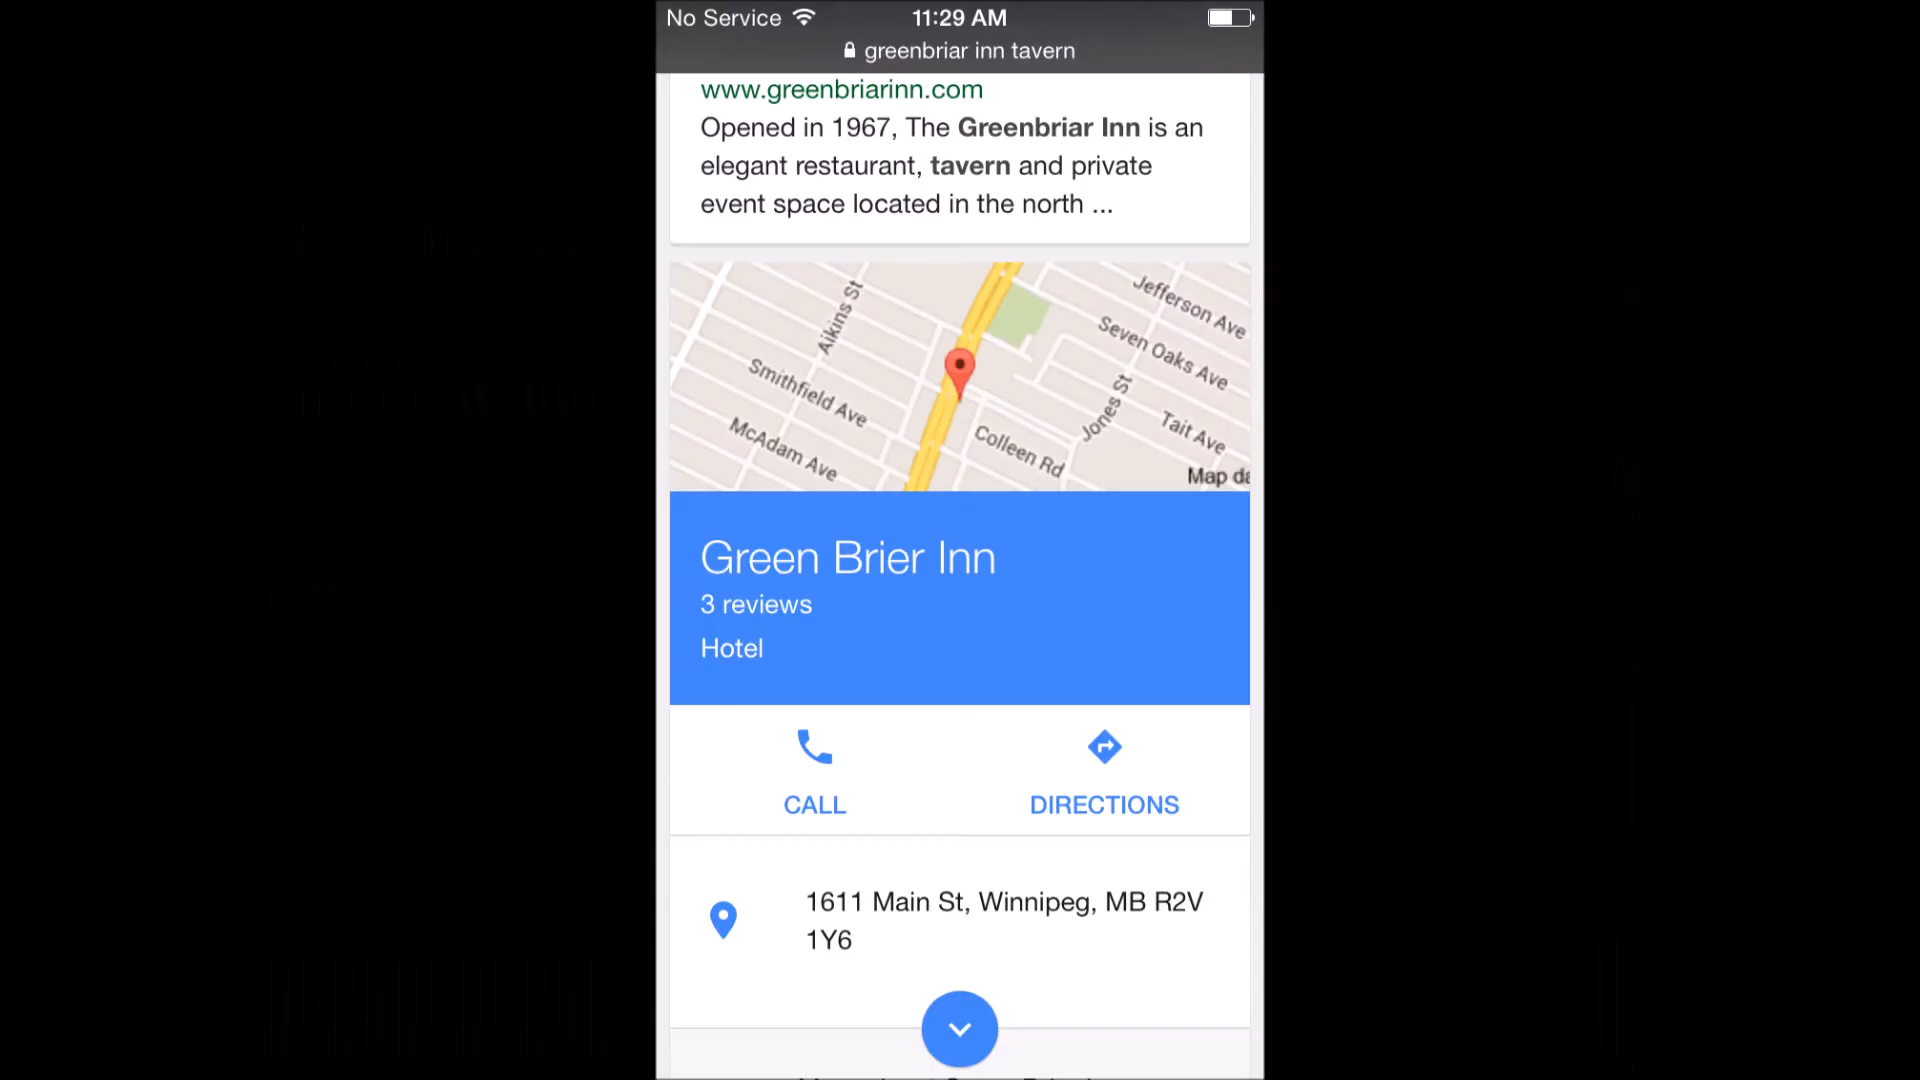 No Service
11:29 AM
greenbriar inn tavern
www.greenbriarinn.com
Opened in 1967, The Greenbriar Inn is an
elegant restaurant, tavern and private
event space located in the north ...
Aikins St
Jefferson Ave
Seven Oaks Ave
Smithfield Ave
Jones St
Tait Ave
McAdam Ave
Colleen Rd
Map da
Green Brier Inn
3 reviews
Hotel
CALL
DIRECTIONS
1611 Main St, Winnipeg, MB R2V
1Y6